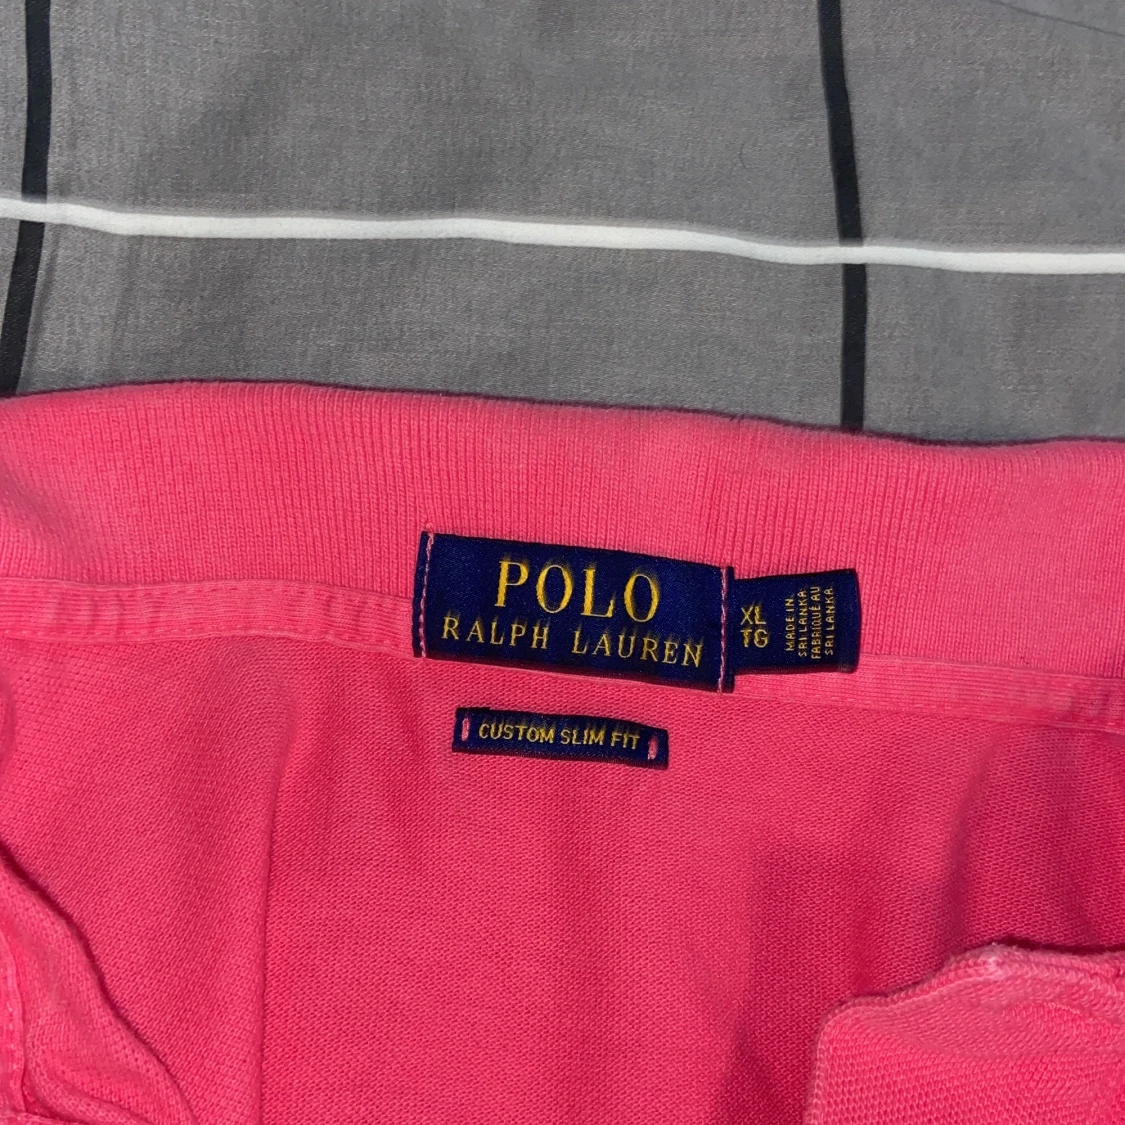 POLO
RALPH LAUREN
XL
TG
MADE IN
SRI LANKA
FABRIQUÉ AU
SRI LANKA
CUSTOM SLIM FIT